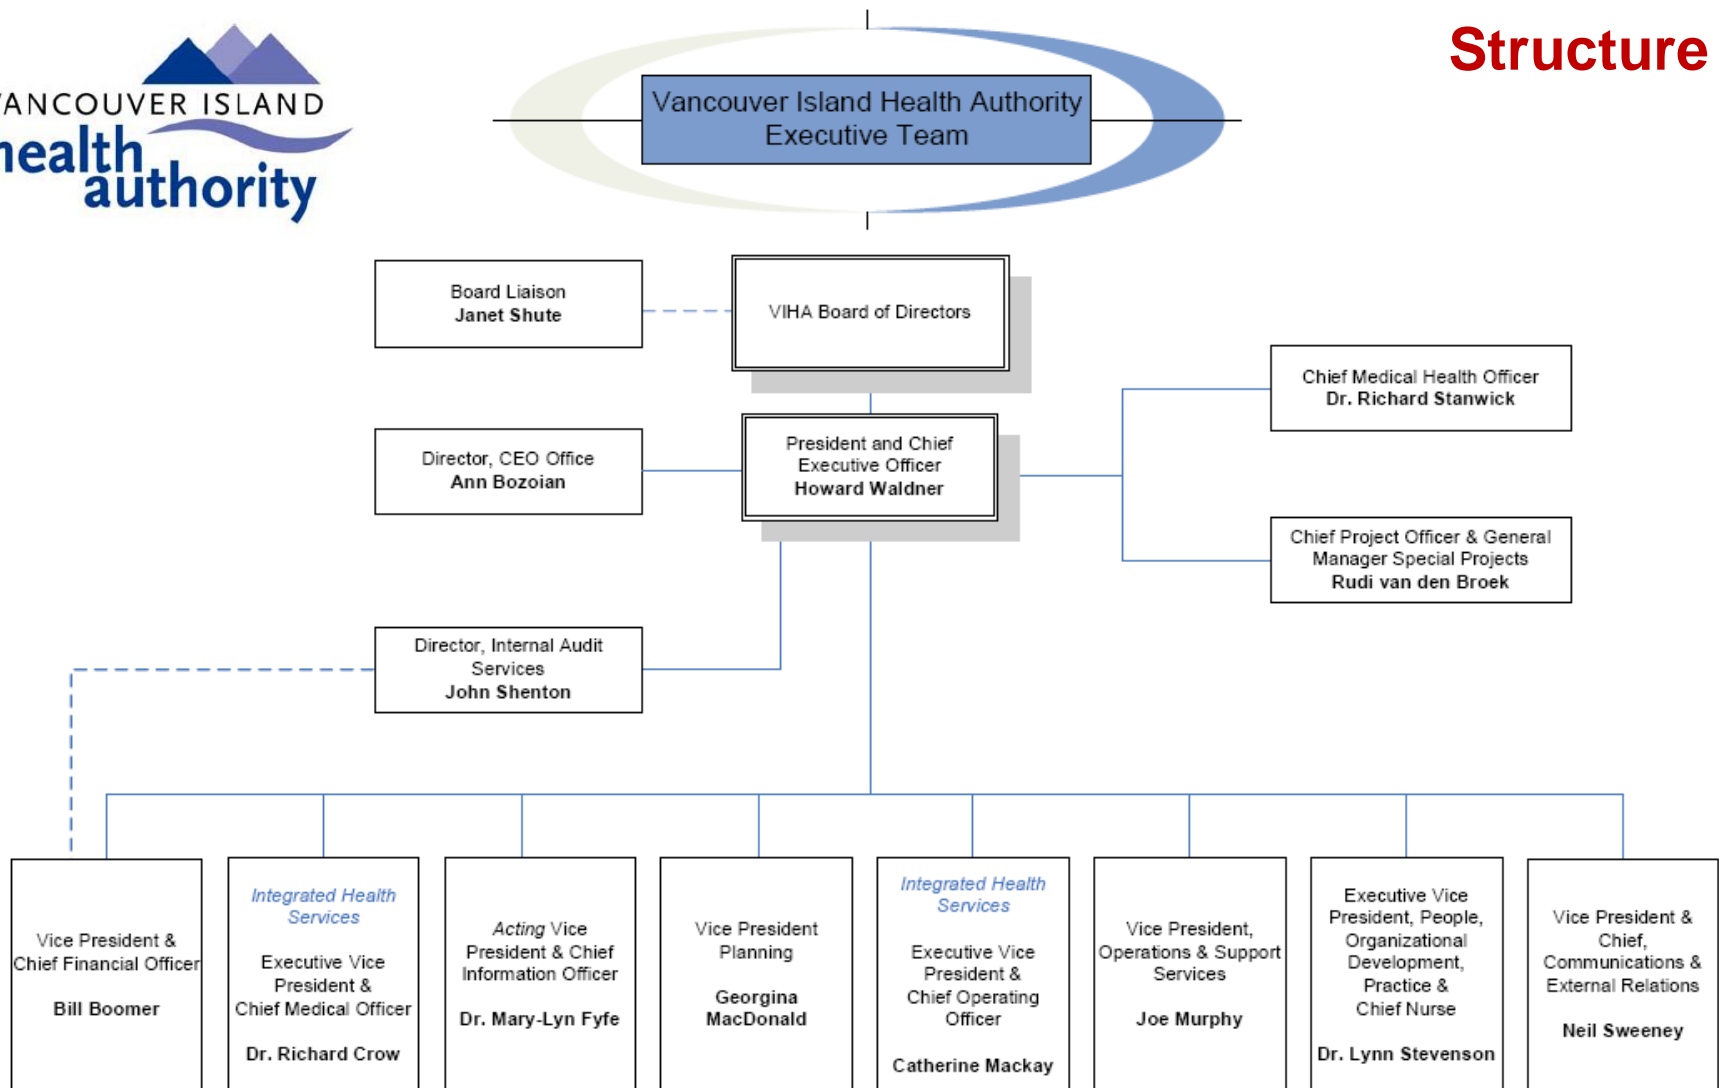 Structure
VANCOUVER ISLAND
health
authority
Vancouver Island Health Authority
Executive Team
Board Liaison
Janet Shute
VIHA Board of Directors
Chief Medical Health Officer
Dr. Richard Stanwick
Director, CEO Office
Ann Bozoian
President and Chief
Executive Officer
Howard Waldner
Chief Project Officer & General
Manager Special Projects
Rudi van den Broek
Director, Internal Audit
Services
John Shenton
Vice President &
Chief Financial Officer
Bill Boomer
Integrated Health
Services
Executive Vice
President &
Chief Medical Officer
Dr. Richard Crow
Acting Vice
President & Chief
Information Officer
Dr. Mary-Lyn Fyfe
Vice President
Planning
Georgina
MacDonald
Integrated Health
Services
Executive Vice
President &
Chief Operating
Officer
Catherine Mackay
Vice President,
Operations & Support
Services
Joe Murphy
Executive Vice
President, People,
Organizational
Development,
Practice &
Chief Nurse
Dr. Lynn Stevenson
Vice President &
Chief,
Communications &
External Relations
Neil Sweeney